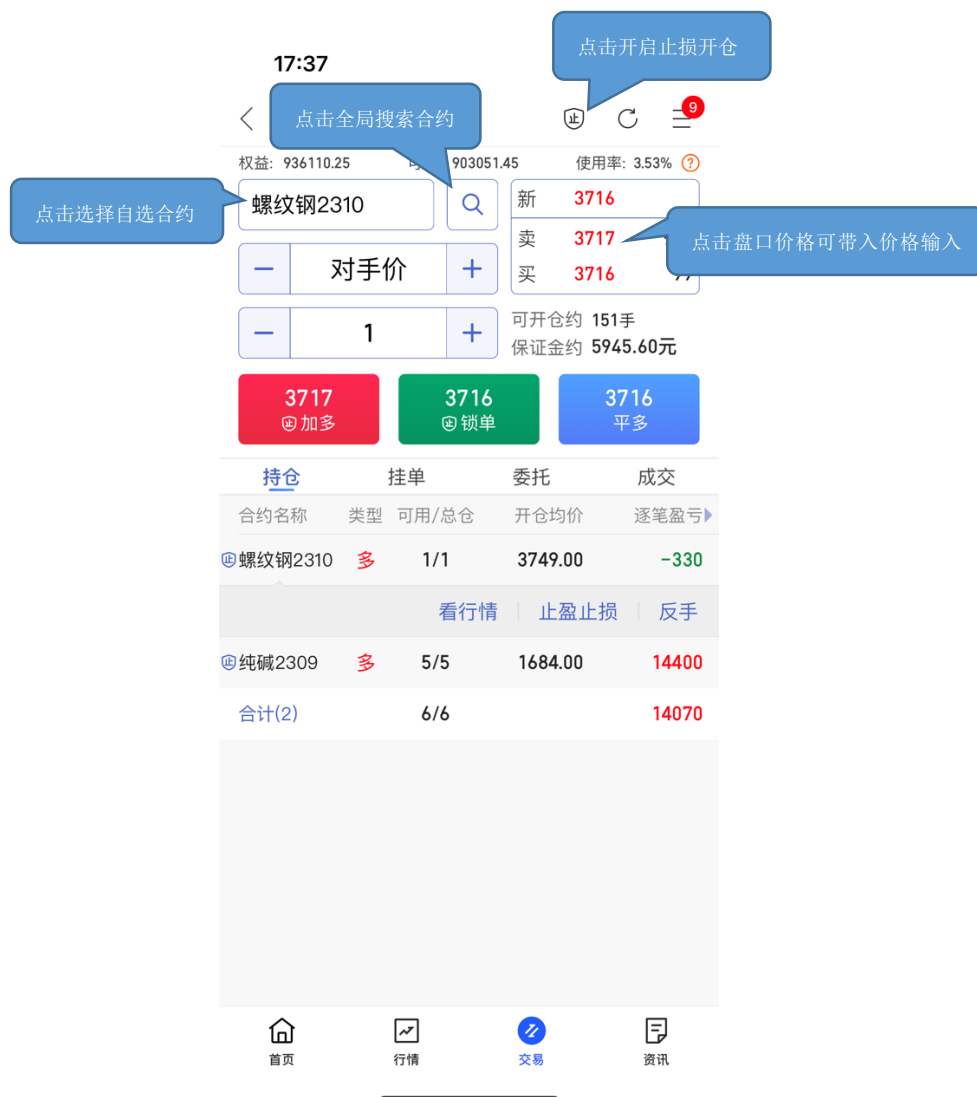 点击开启止损开仓
17:37
点击全局搜索合约
止
9
权益: 936110.25 903051.45 使用率: 3.53% ?
点击选择自选合约
螺纹钢2310
新 3716
卖 3717
点击盘口价格可带入价格输入
买 3716
− 对手价 +
− 1 +
可开仓约 151手
保证金约 5945.60元
3717 3716 3716
止加多 止锁单 平多
持仓 挂单 委托 成交
合约名称 类型 可用/总仓 开仓均价 逐笔盈亏
止螺纹钢2310 多 1/1 3749.00 -330
看行情 止盈止损 反手
止纯碱2309 多 5/5 1684.00 14400
合计(2) 6/6 14070
首页 行情 交易 资讯